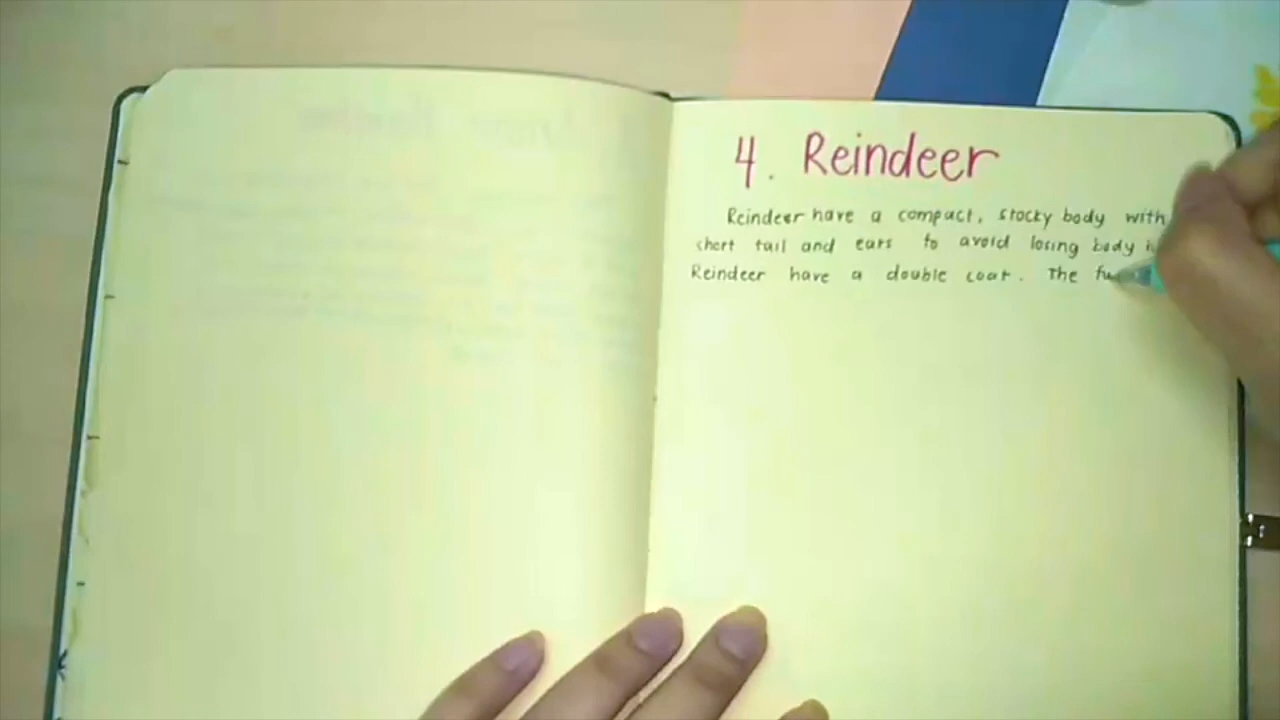 4. Reindeer
Reindeer have a compact, stocky body with
short tail and ears to avoid losing body
Reindeer have a double coat. The fu